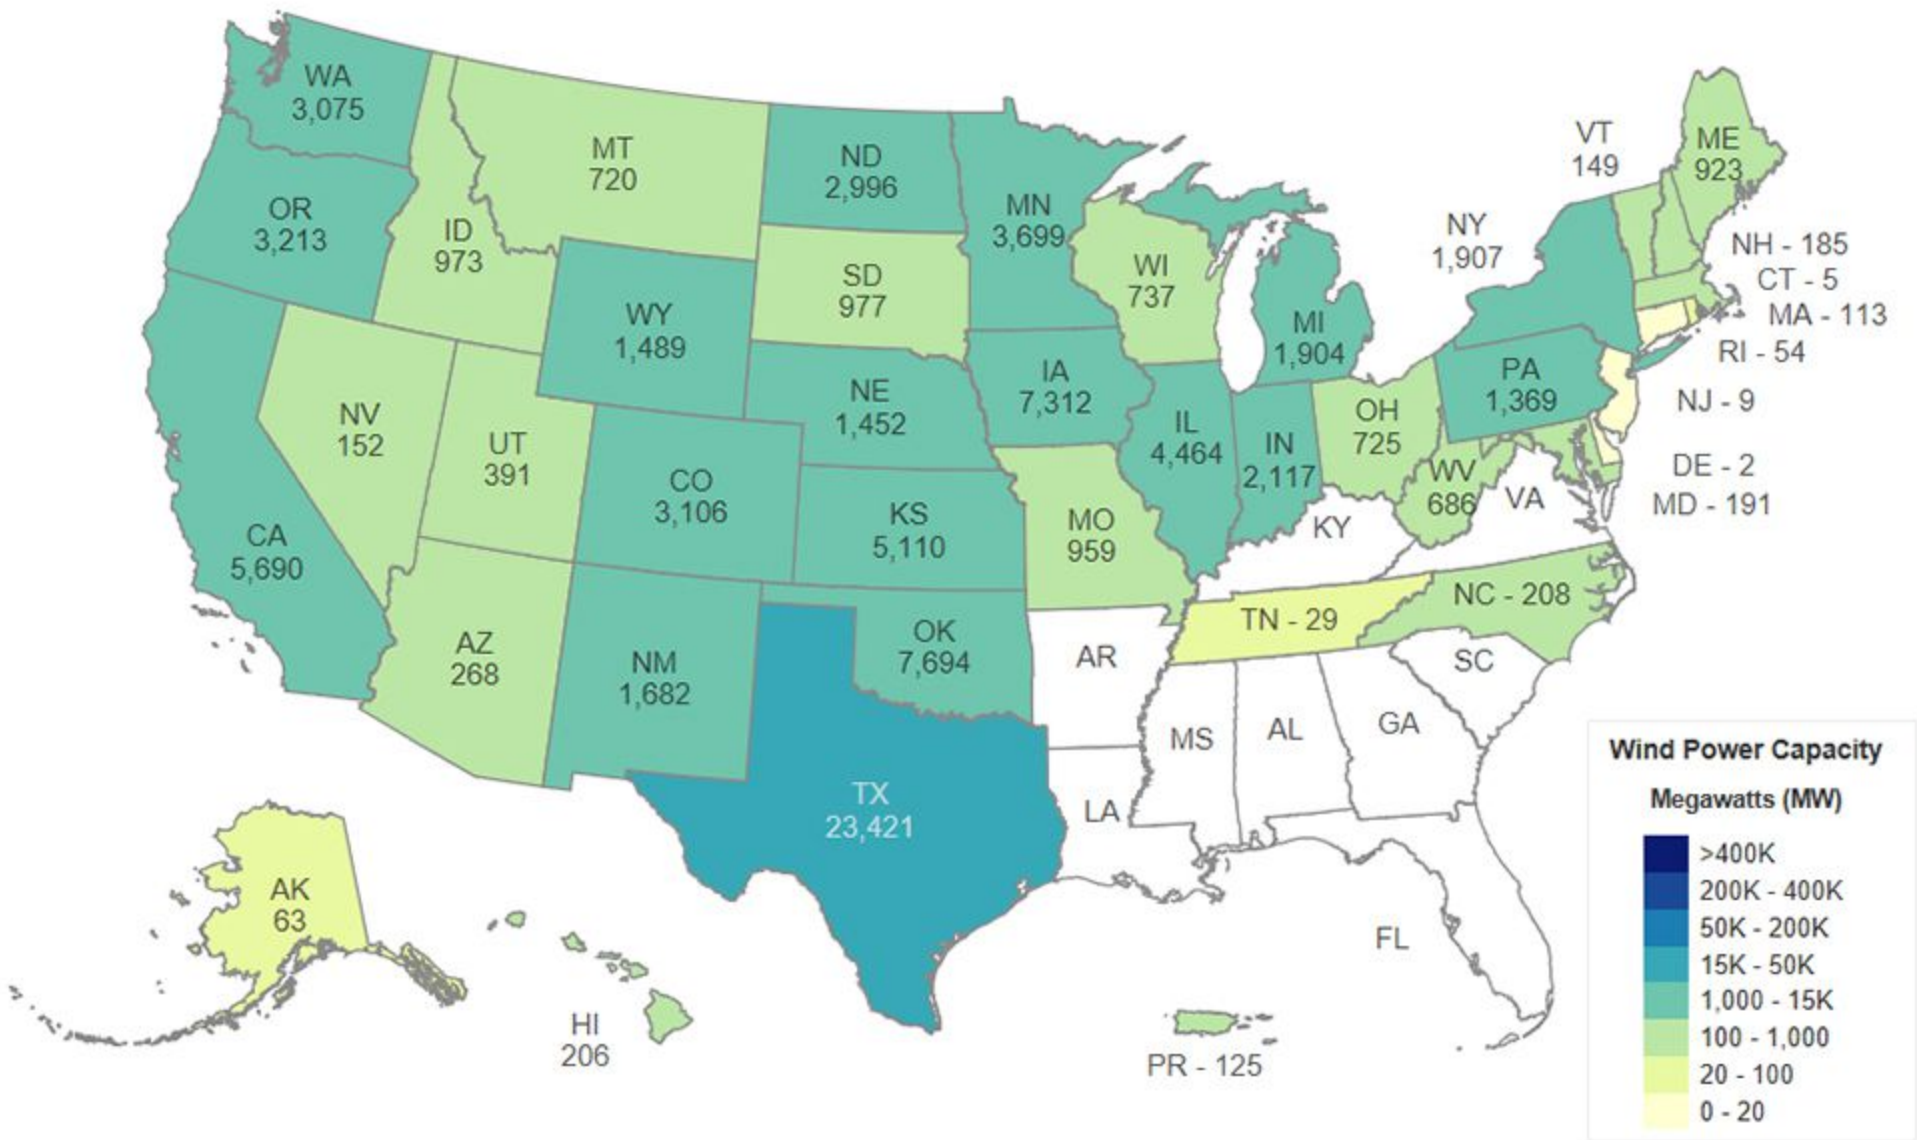 WA
3,075
MT
720
ND
2,996
MN
3,699
VT
149
ME
923
OR
3,213
ID
973
SD
977
WI
737
NY
1,907
NH - 185
CT - 5
MA - 113
RI - 54
WY
1,489
MI
1,904
NE
1,452
IA
7,312
PA
1,369
NJ - 9
NV
152
UT
391
IL
4,464
IN
2,117
OH
725
WV
686
VA
DE - 2
MD - 191
CO
3,106
KS
5,110
MO
959
KY
CA
5,690
AZ
268
NM
1,682
OK
7,694
AR
TN - 29
NC - 208
SC
MS
AL
GA
TX
23,421
LA
FL
AK
63
HI
206
PR - 125
Wind Power Capacity
Megawatts (MW)
>400K
200K - 400K
50K - 200K
15K - 50K
1,000 - 15K
100 - 1,000
20 - 100
0 - 20